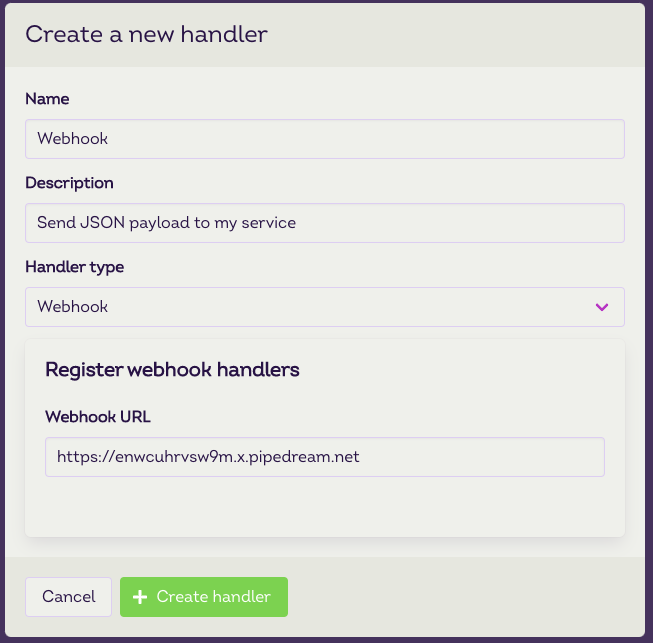 Create a new handler
Name
Webhook
Description
Send JSON payload to my service
Handler type
Webhook
Register webhook handlers
Webhook URL
https://enwcuhrvsw9m.x.pipedream.net
Cancel
Create handler